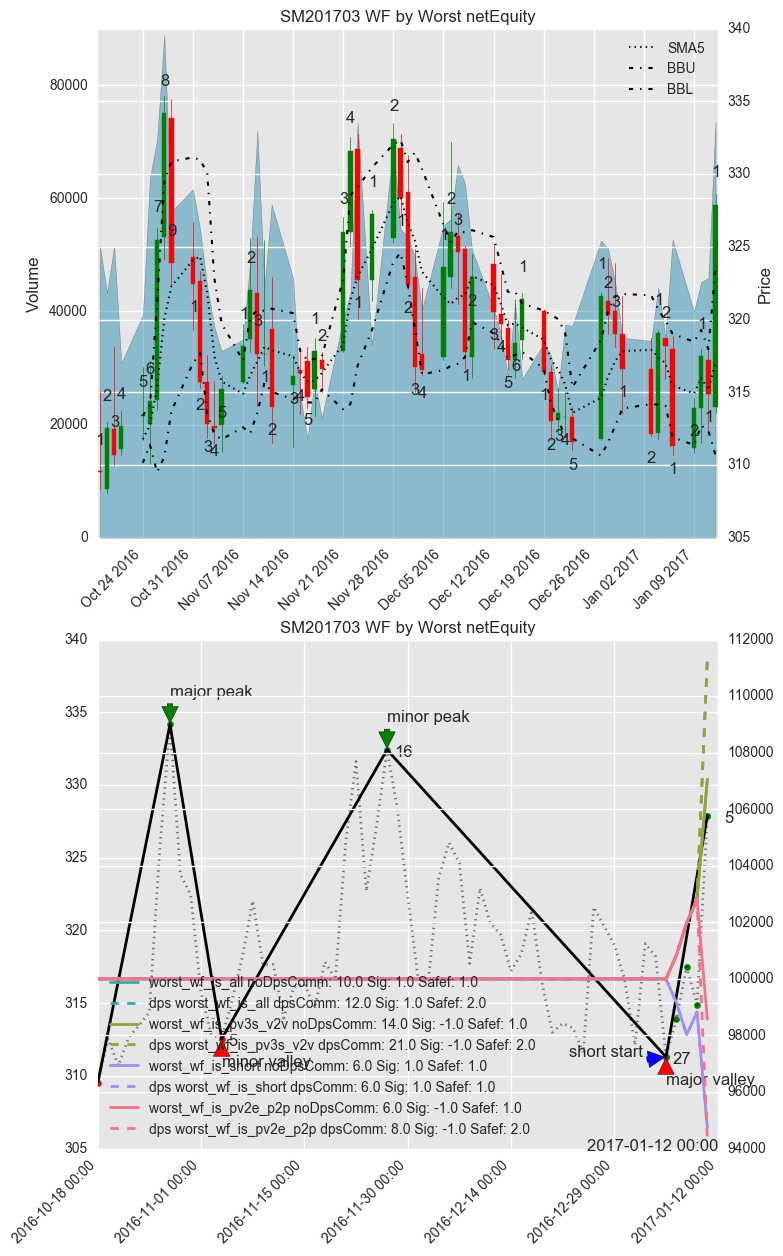 SM201703 WF by Worst netEquity
SMA5
BBU
BBL
Volume
Price
80000
60000
40000
20000
0
340
335
330
325
320
315
310
305
Oct 24 2016
Oct 31 2016
Nov 07 2016
Nov 14 2016
Nov 21 2016
Nov 28 2016
Dec 05 2016
Dec 12 2016
Dec 19 2016
Dec 26 2016
Jan 02 2017
Jan 09 2017
SM201703 WF by Worst netEquity
340
335
330
325
320
315
310
305
112000
110000
108000
106000
104000
102000
100000
98000
96000
94000
major peak
minor peak
16
5
5
minor valley
short start
27
major valley
worst_wf_is_all noDpsComm: 10.0 Sig: 1.0 Safef: 1.0
dps worst_wf_is_all dpsComm: 12.0 Sig: 1.0 Safef: 2.0
worst_wf_is_pv3s_v2v noDpsComm: 14.0 Sig: -1.0 Safef: 1.0
dps worst_wf_is_pv3s_v2v dpsComm: 21.0 Sig: -1.0 Safef: 2.0
worst_wf_is_short noDpsComm: 6.0 Sig: 1.0 Safef: 1.0
dps worst_wf_is_short dpsComm: 6.0 Sig: 1.0 Safef: 1.0
worst_wf_is_pv2e_p2p noDpsComm: 6.0 Sig: -1.0 Safef: 1.0
dps worst_wf_is_pv2e_p2p dpsComm: 8.0 Sig: -1.0 Safef: 2.0
2017-01-12 00:00
2016-10-18 00:00
2016-11-01 00:00
2016-11-15 00:00
2016-11-30 00:00
2016-12-14 00:00
2016-12-29 00:00
2017-01-12 00:00